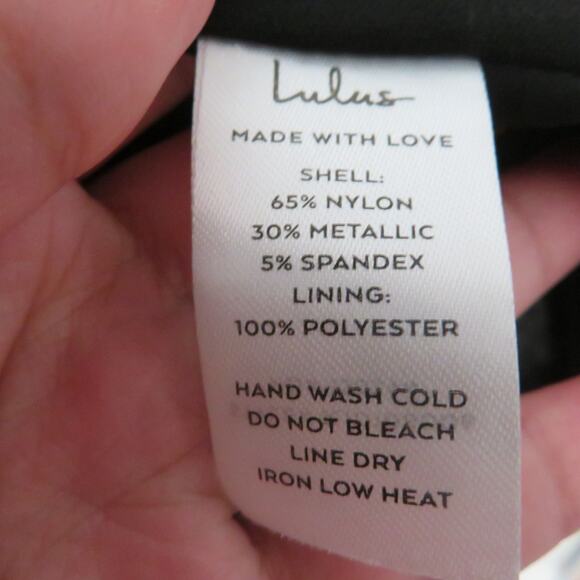 Lulus
MADE WITH LOVE
SHELL:
65% NYLON
30% METALLIC
5% SPANDEX
LINING:
100% POLYESTER
HAND WASH COLD
DO NOT BLEACH
LINE DRY
IRON LOW HEAT